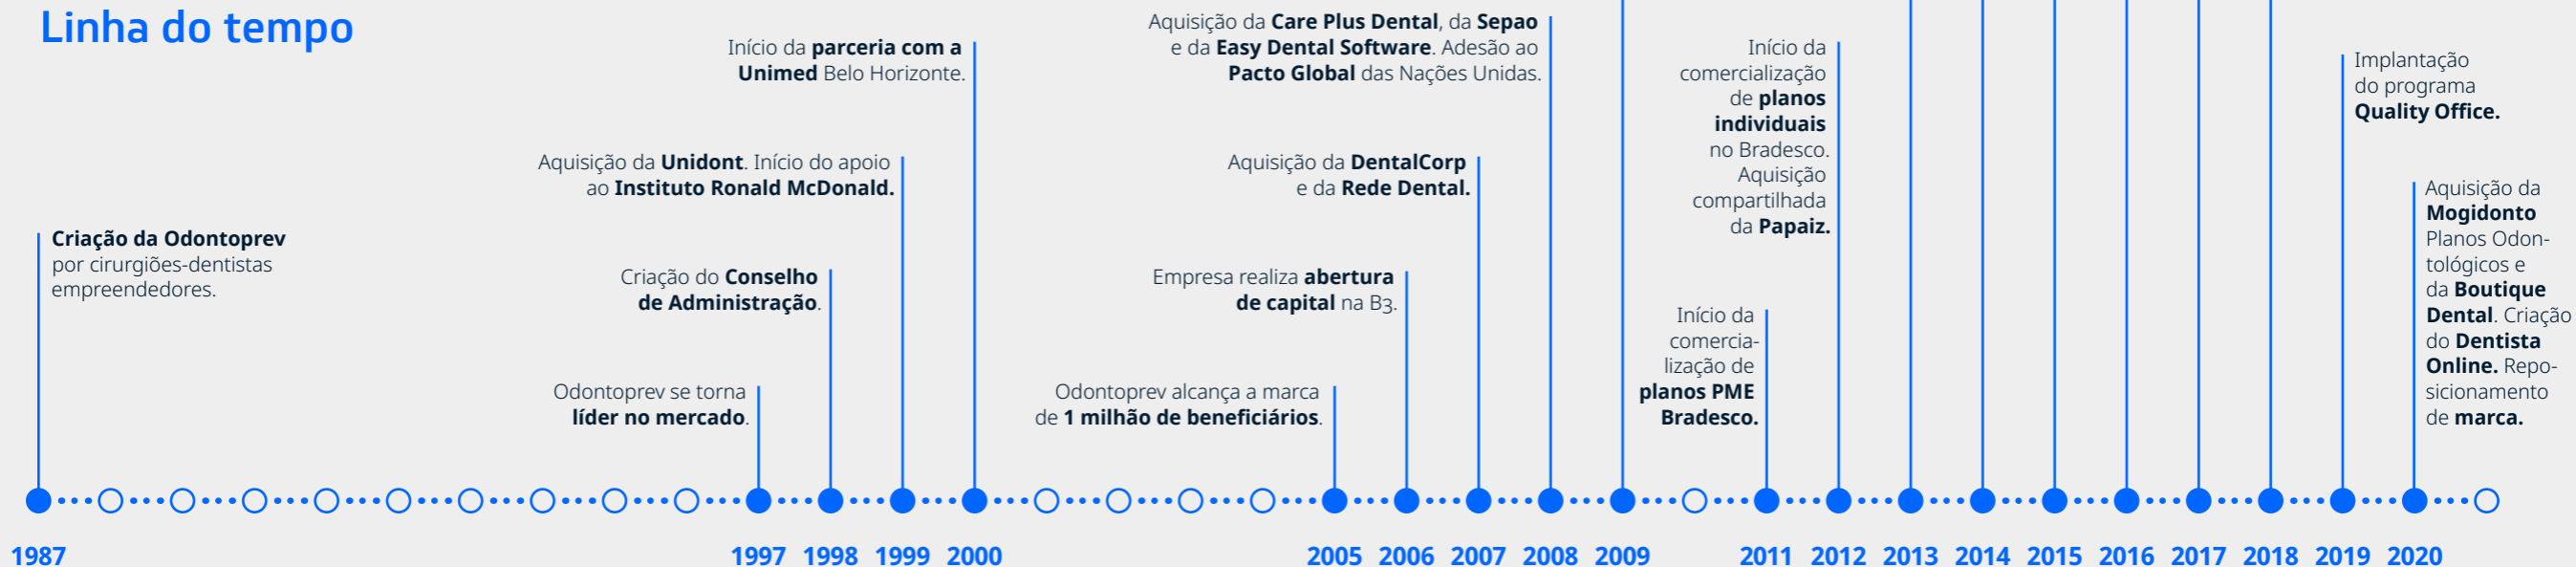 Linha do tempo
Criação da Odontoprev
por cirurgiões-dentistas
empreendedores.
Odontoprev se torna
líder no mercado.
Criação do Conselho
de Administração.
Aquisição da Unidont. Início do apoio
ao Instituto Ronald McDonald.
Início da parceria com a
Unimed Belo Horizonte.
Odontoprev alcança a marca
de 1 milhão de beneficiários.
Empresa realiza abertura
de capital na B3.
Aquisição da DentalCorp
e da Rede Dental.
Aquisição da Care Plus Dental, da Sepao
e da Easy Dental Software. Adesão ao
Pacto Global das Nações Unidas.
Início da
comercia-
lização de
planos PME
Bradesco.
Início da
comercialização
de planos
individuais
no Bradesco.
Aquisição
compartilhada
da Papaiz.
Implantação
do programa
Quality Office.
Aquisição da
Mogidonto
Planos Odon-
tológicos e
da Boutique
Dental. Criação
do Dentista
Online. Repo-
sicionamento
de marca.
1987 1997 1998 1999 2000 2005 2006 2007 2008 2009 2011 2012 2013 2014 2015 2016 2017 2018 2019 2020